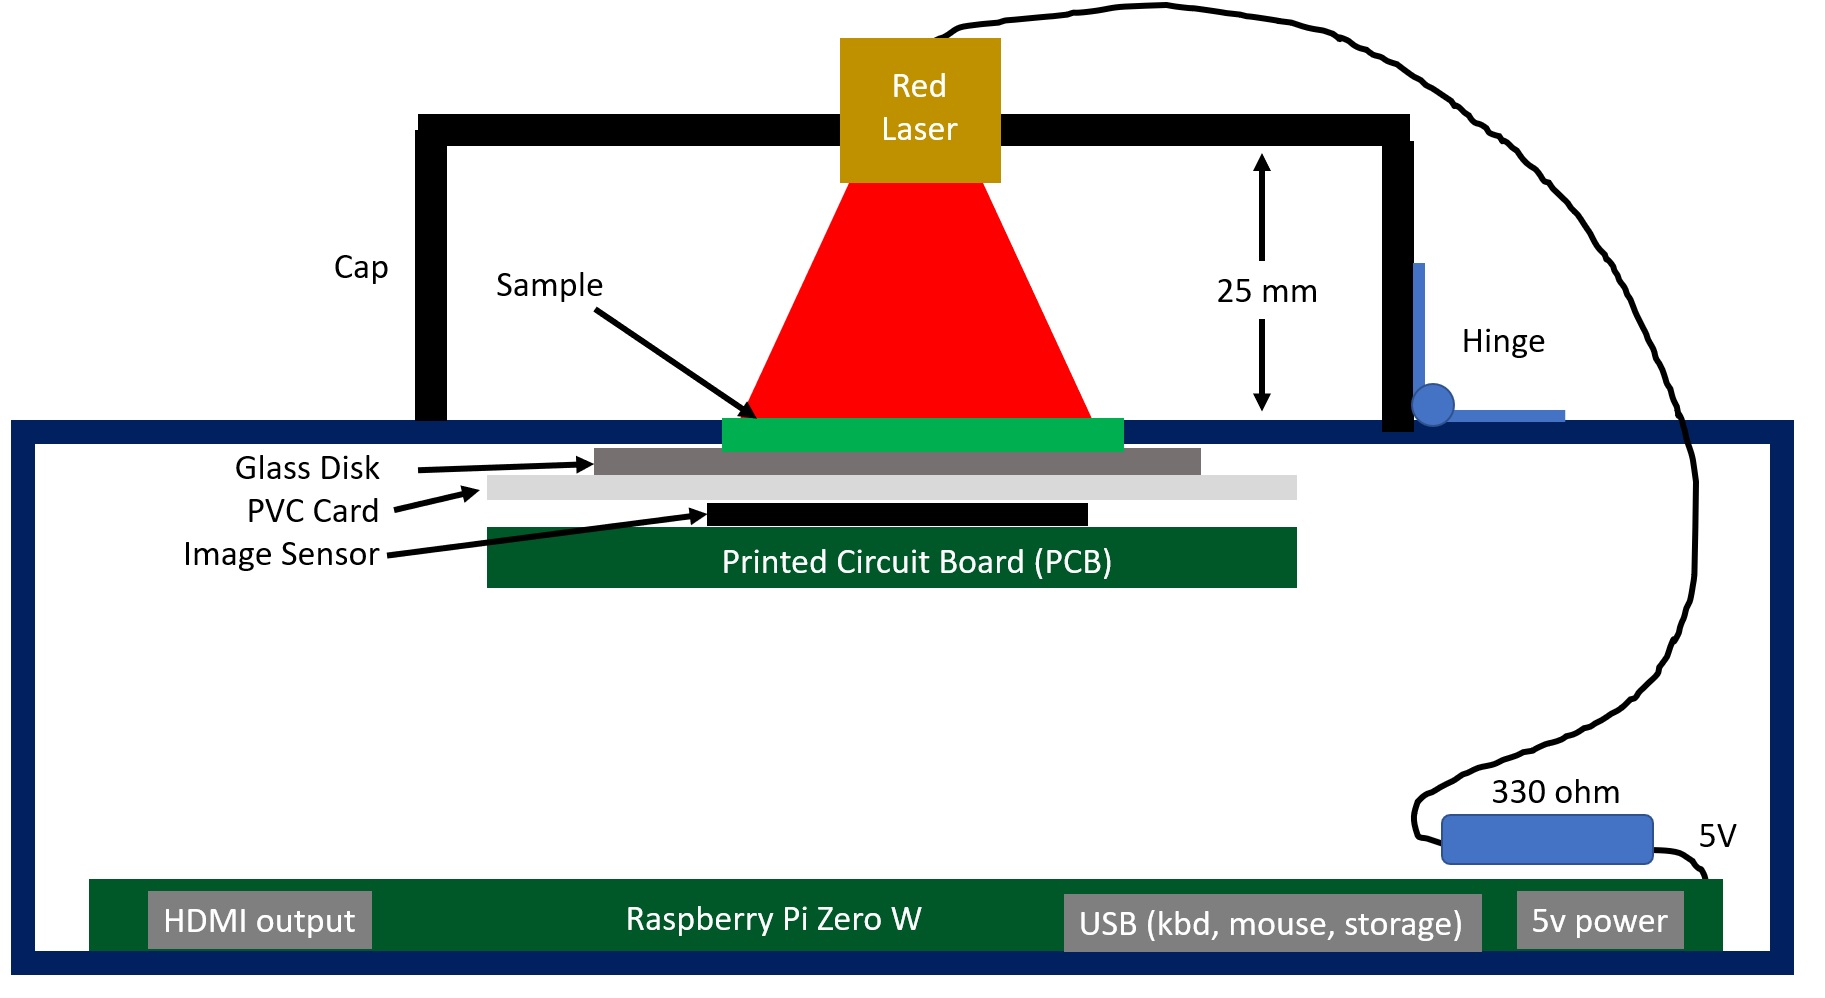 Red
Laser
Cap
Sample
25 mm
Hinge
Glass Disk
PVC Card
Image Sensor
Printed Circuit Board (PCB)
330 ohm
5V
HDMI output
Raspberry Pi Zero W
USB (kbd, mouse, storage)
5v power